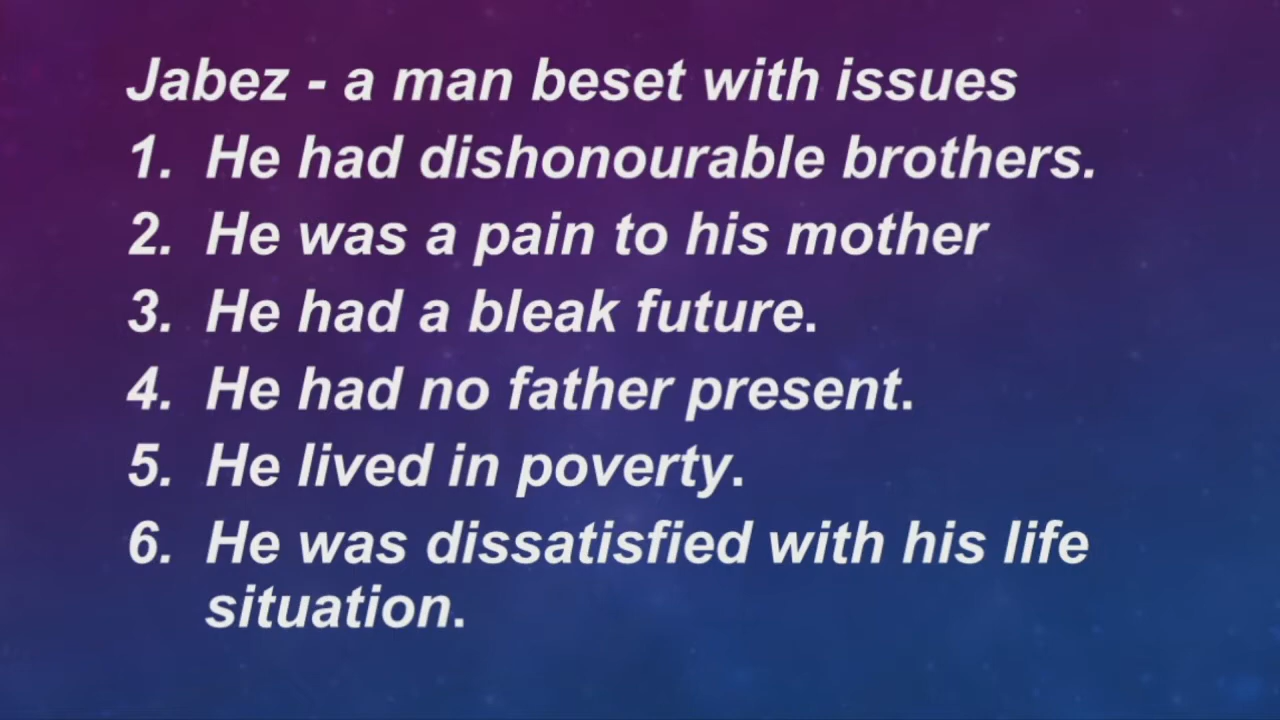 Jabez - a man beset with issues
1. He had dishonourable brothers.
2. He was a pain to his mother
3. He had a bleak future.
4. He had no father present.
5. He lived in poverty.
6. He was dissatisfied with his life
situation.